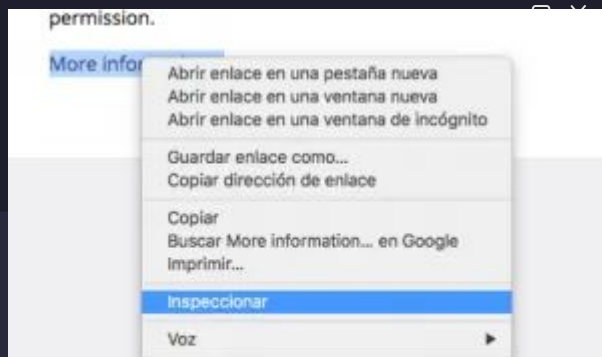 permission.
More infor
Abrir enlace en una pestaña nueva
Abrir enlace en una ventana nueva
Abrir enlace en una ventana de incógnito
Guardar enlace como...
Copiar dirección de enlace
Copiar
Buscar More information... en Google
Imprimir...
Inspeccionar
Voz